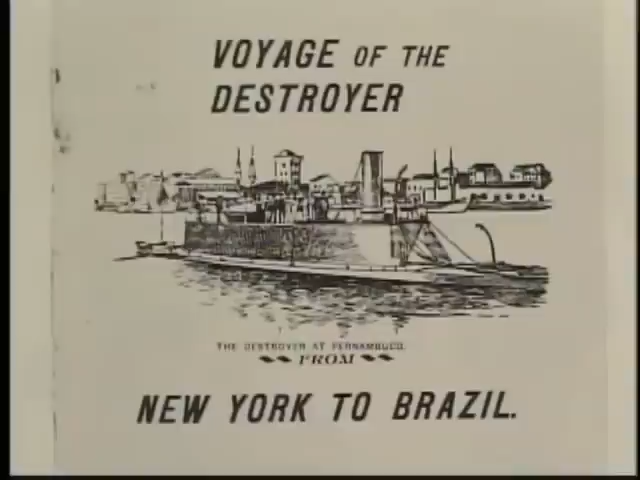 VOYAGE OF THE
DESTROYER
THE DESTROYER AT PERNAMBUCO.
FROM
NEW YORK TO BRAZIL.